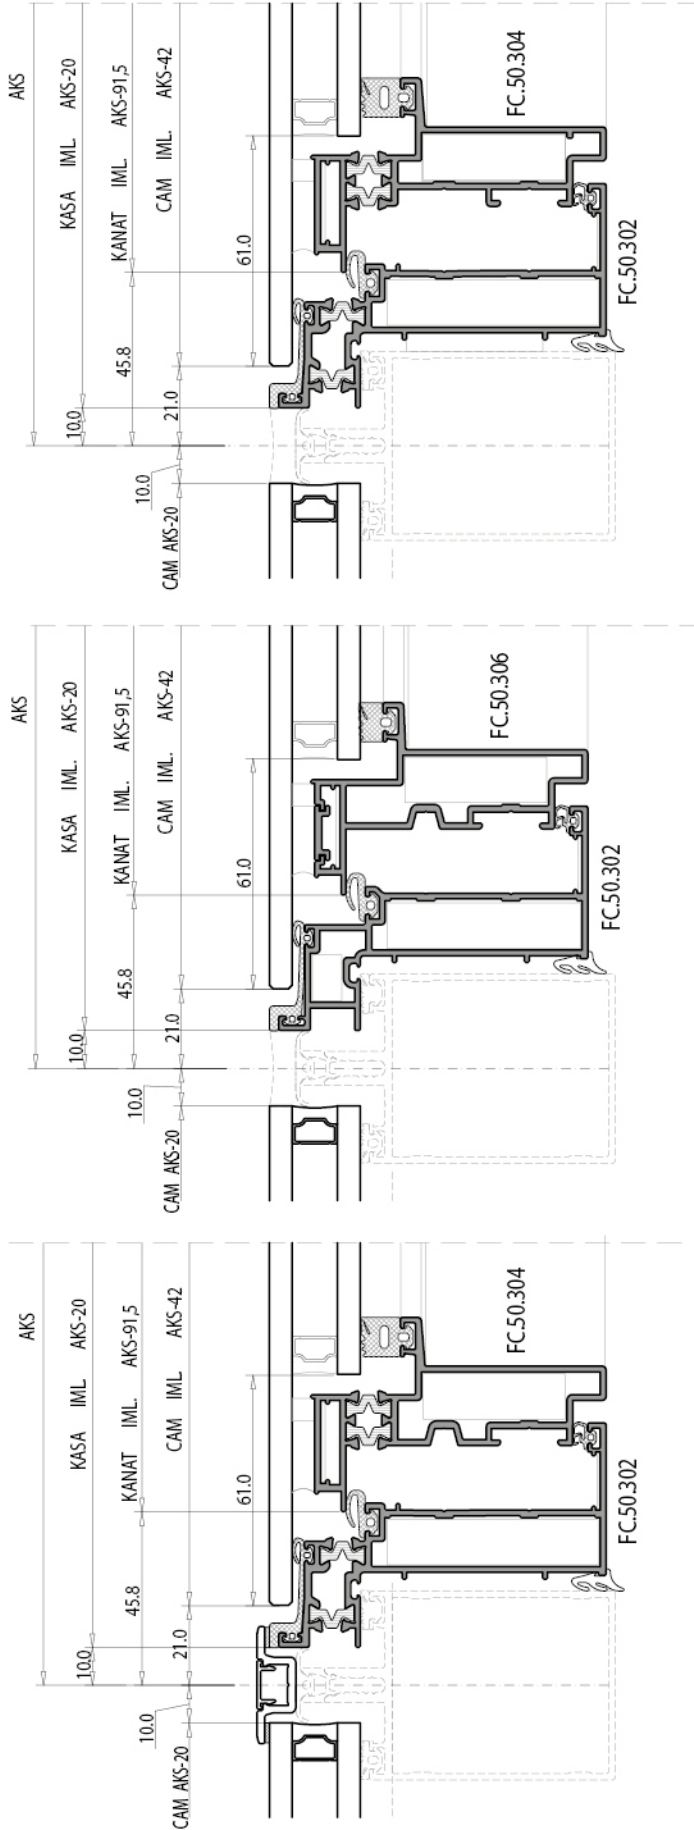 AKS
KASA IML AKS-20
KANAT IML AKS-91,5
CAM IML. AKS-42
FC.50.304
61.0
FC.50.302
45.8
10.0
21.0
10.0
CAM AKS-20
AKS
KASA IML. AKS-20
KANAT IML. AKS-91,5
CAM IML. AKS-42
FC.50.306
61.0
FC.50.302
45.8
10.0
21.0
10.0
CAM AKS-20
AKS
KASA IML AKS-20
KANAT IML. AKS-91,5
CAM IML AKS-42
FC.50.304
61.0
FC.50.302
45.8
10.0
21.0
10.0
CAM AKS-20